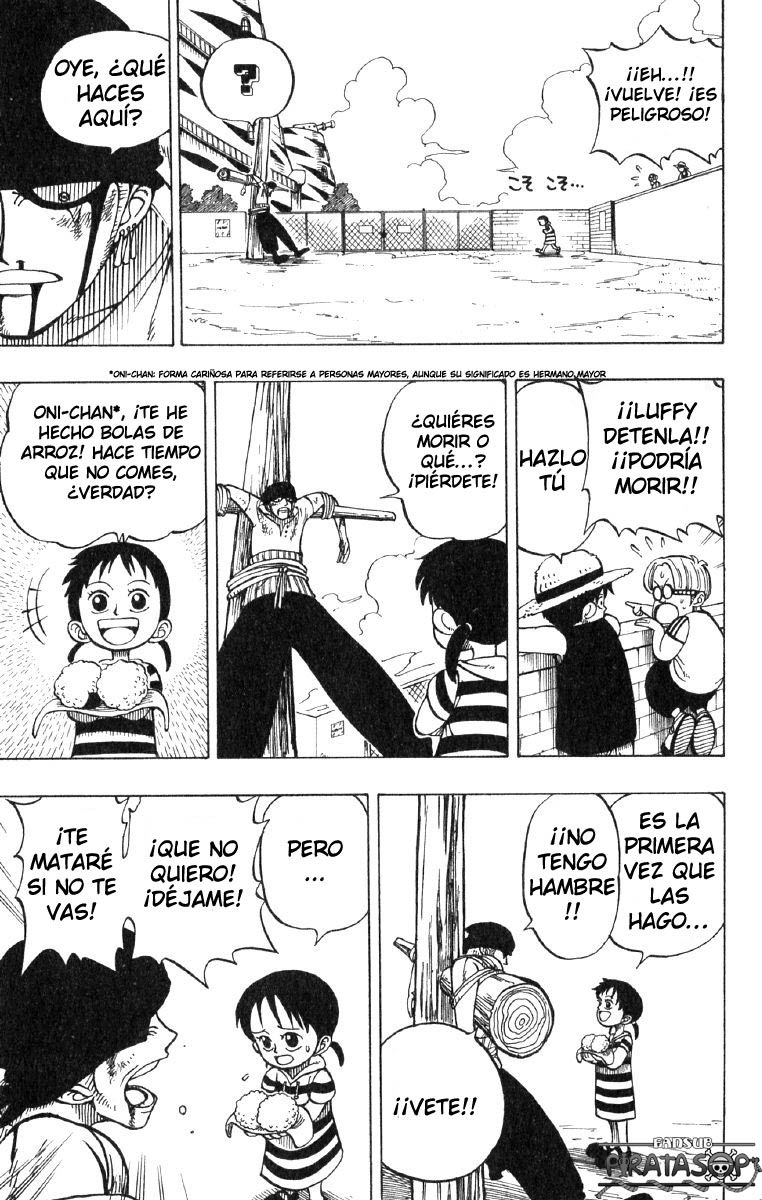 ¡¡EH...!!
¡VUELVE! ¡ES
PELIGROSO!
こそ こそ...
?
OYE, ¿QUÉ
HACES
AQUÍ?
*ONI-CHAN: FORMA CARIÑOSA PARA REFERIRSE A PERSONAS MAYORES, AUNQUE SU SIGNIFICADO ES HERMANO MAYOR
¡¡LUFFY
DETENLA!!
¡¡PODRÍA
MORIR!!
HAZLO
TÚ
¿QUIÉRES
MORIR O
QUÉ...?
¡PIÉRDETE!
ONI-CHAN*, ¡TE HE
HECHO BOLAS DE
ARROZ! HACE TIEMPO
QUE NO COMES,
¿VERDAD?
ES LA
PRIMERA
VEZ QUE
LAS
HAGO...
¡¡NO
TENGO
HAMBRE
!!
¡¡VETE!!
PERO
...
¡QUE NO
QUIERO!
¡DÉJAME!
¡TE
MATARÉ
SI NO TE
VAS!
FANSUB
PIRATASOP